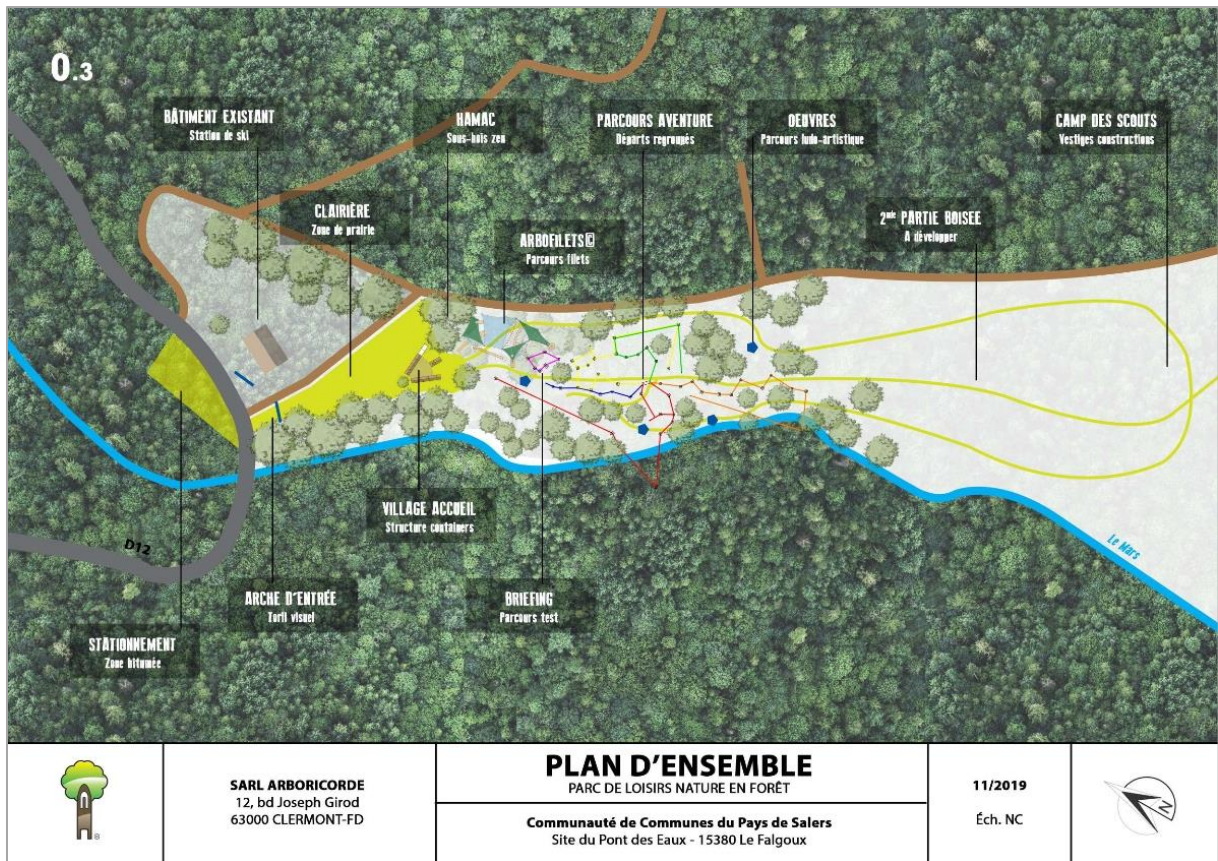 0.3
BÂTIMENT EXISTANT
Station de ski
HAMAC
Sous-bois zen
PARCOURS AVENTURE
Départs regroupés
OEUVRES
Parcours ludo-artistique
CAMP DES SCOUTS
Vestiges constructions
CLAIRIÈRE
Zone de prairie
ARBOFILETS©
Parcours filets
2ème PARTIE BOISEE
A développer
VILLAGE ACCUEIL
Structure containers
D12
Le Mars
ARCHE D'ENTRÉE
Toril visuel
BRIEFING
Parcours test
STATIONNEMENT
Zone bitumée
SARL ARBORICORDE
12, bd Joseph Girod
63000 CLERMONT-FD
PLAN D'ENSEMBLE
PARC DE LOISIRS NATURE EN FORÊT
Communauté de Communes du Pays de Salers
Site du Pont des Eaux - 15380 Le Falgoux
11/2019
Éch. NC
N
®